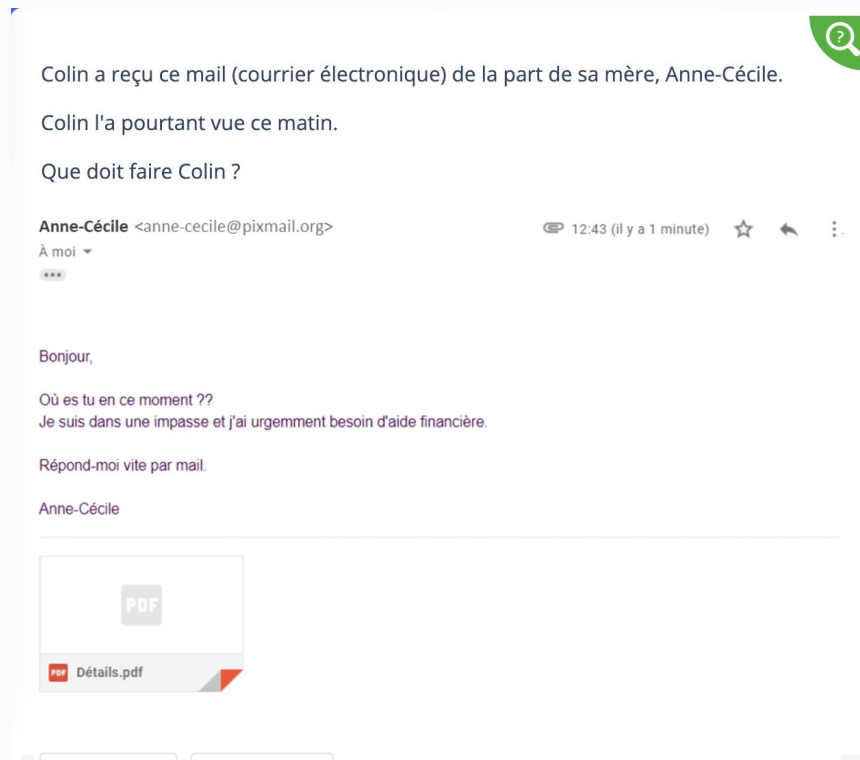 ?
Colin a reçu ce mail (courrier électronique) de la part de sa mère, Anne-Cécile.
Colin l'a pourtant vue ce matin.
Que doit faire Colin ?
Anne-Cécile <anne-cecile@pixmail.org> 12:43 (il y a 1 minute)
À moi
Bonjour,
Où es tu en ce moment ??
Je suis dans une impasse et j'ai urgemment besoin d'aide financière.
Répond-moi vite par mail.
Anne-Cécile
PDF
PDF Détails.pdf